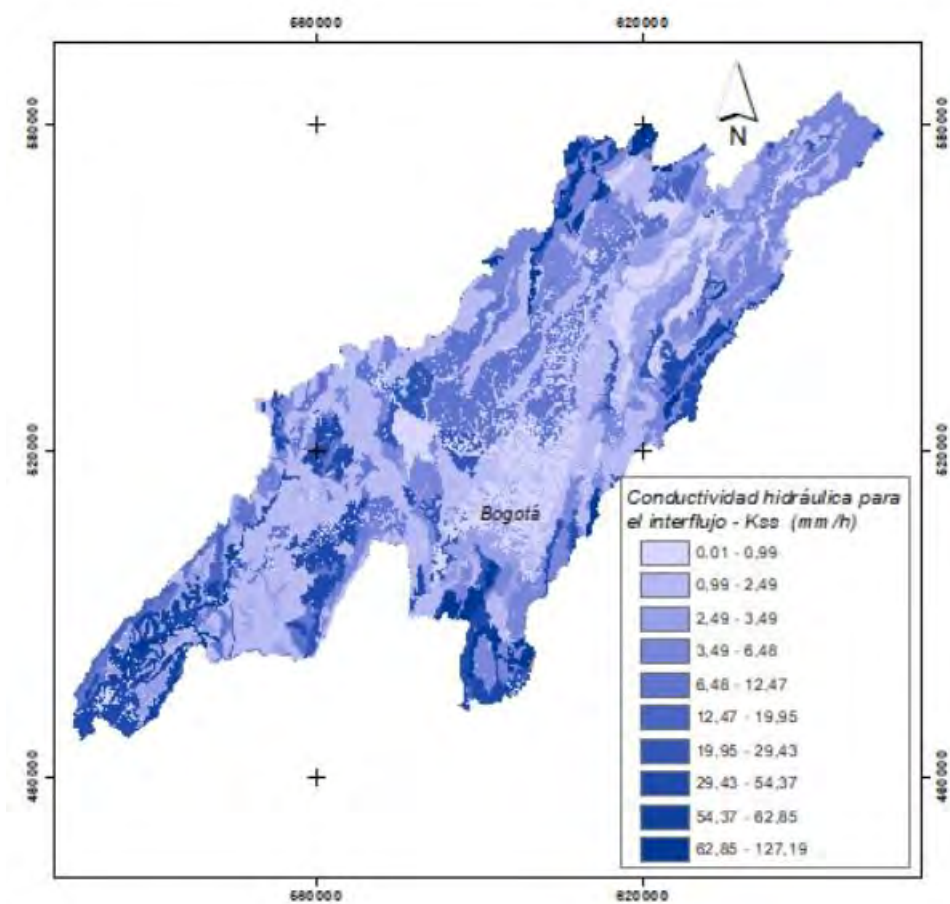 560000 620000
580000 580000
N
520000 520000
Bogotá
Conductividad hidráulica para
el interflujo - Kss (mm/h)
0,01 - 0,99
0,99 - 2,49
2,49 - 3,49
3,49 - 6,48
6,48 - 12,47
12,47 - 19,95
19,95 - 29,43
29,43 - 54,37
54,37 - 62,85
62,85 - 127,19
460000 460000
560000 620000